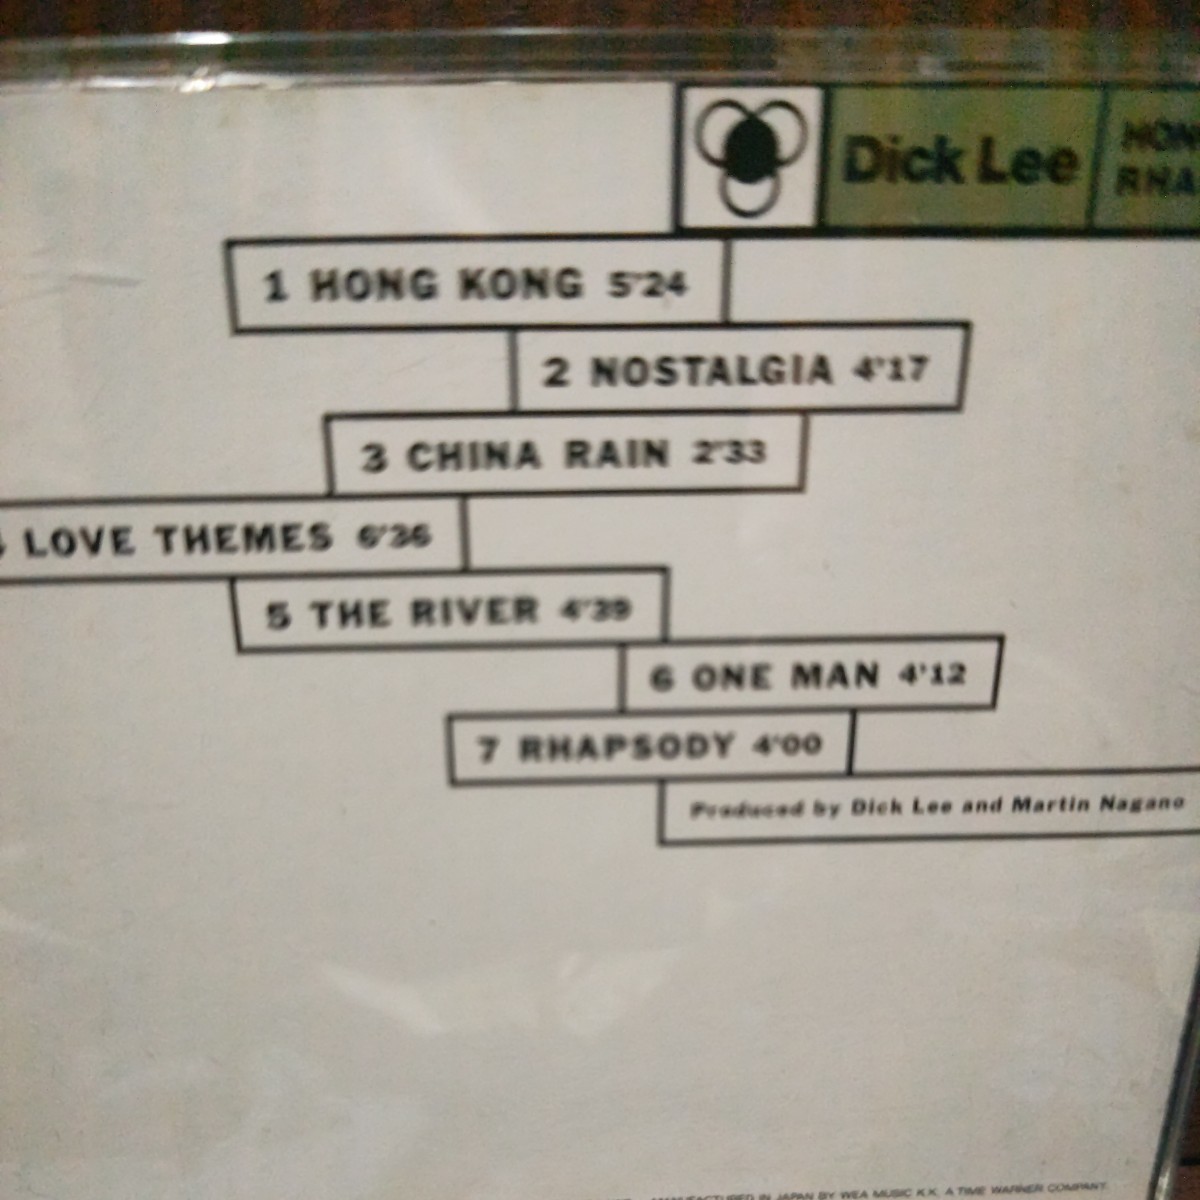 Dick Lee
HON
RHA
1 HONG KONG 5'24
2 NOSTALGIA 4'17
3 CHINA RAIN 2'33
LOVE THEMES 6'36
5 THE RIVER 4'39
6 ONE MAN 4'12
7 RHAPSODY 4'00
Produced by Dick Lee and Martin Nagano
MANUFACTURED IN JAPAN BY WEA MUSIC K.K. A TIME WARNER COMPANY.